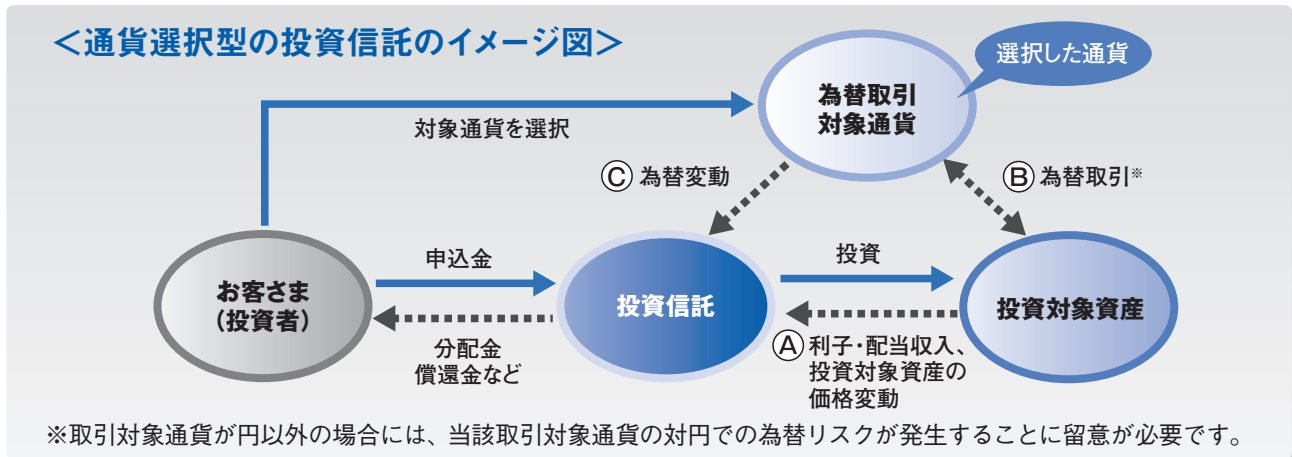 ＜通貨選択型の投資信託のイメージ図＞
選択した通貨
為替取引
対象通貨
対象通貨を選択
Ⓒ 為替変動
Ⓑ 為替取引※
お客さま
（投資者）
申込金
分配金
償還金など
投資信託
投資
Ⓐ 利子・配当収入、
投資対象資産の
価格変動
投資対象資産
※取引対象通貨が円以外の場合には、当該取引対象通貨の対円での為替リスクが発生することに留意が必要です。